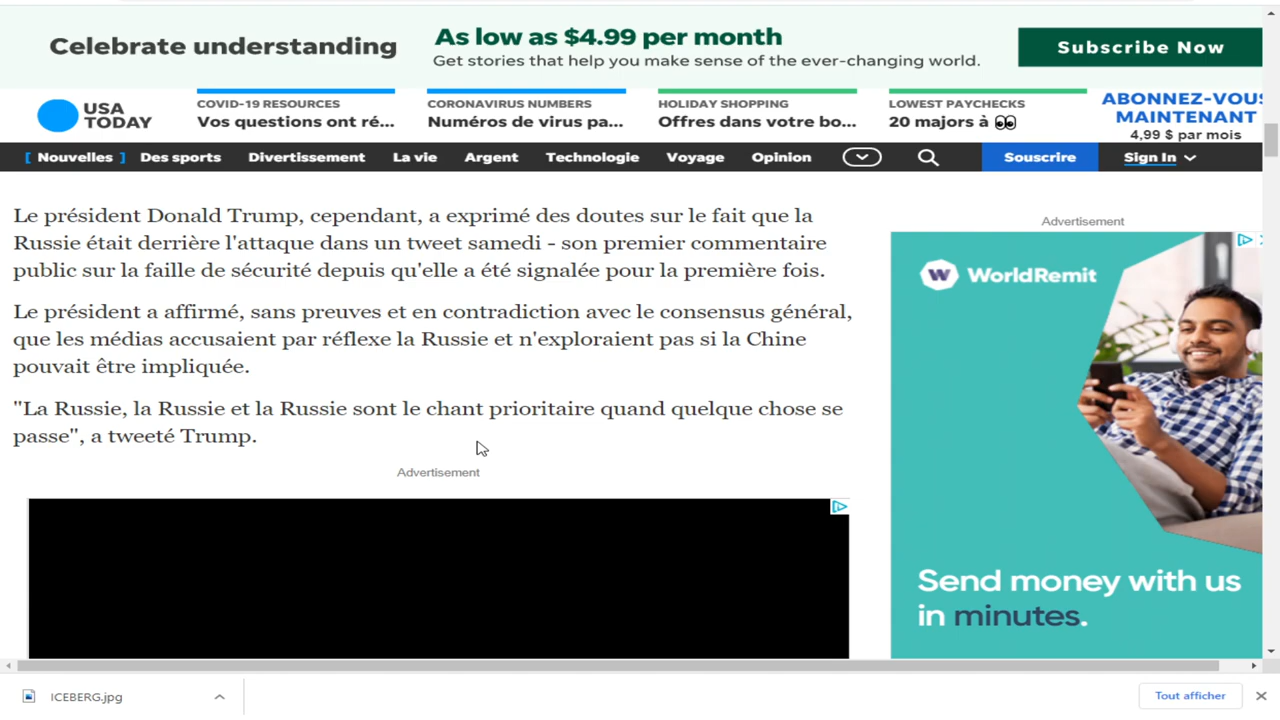 Celebrate understanding
As low as $4.99 per month
Get stories that help you make sense of the ever-changing world.
Subscribe Now
USA
TODAY
COVID-19 RESOURCES
Vos questions ont ré...
CORONAVIRUS NUMBERS
Numéros de virus pa...
HOLIDAY SHOPPING
Offres dans votre bo...
LOWEST PAYCHECKS
20 majors à 👀
ABONNEZ-VOUS
MAINTENANT
4,99 $ par mois
[ Nouvelles ] Des sports Divertissement La vie Argent Technologie Voyage Opinion Souscrire Sign In
Le président Donald Trump, cependant, a exprimé des doutes sur le fait que la
Russie était derrière l'attaque dans un tweet samedi - son premier commentaire
public sur la faille de sécurité depuis qu'elle a été signalée pour la première fois.
Le président a affirmé, sans preuves et en contradiction avec le consensus général,
que les médias accusaient par réflexe la Russie et n'exploraient pas si la Chine
pouvait être impliquée.
"La Russie, la Russie et la Russie sont le chant prioritaire quand quelque chose se
passe", a tweeté Trump.
Advertisement
Advertisement
W WorldRemit
Send money with us
in minutes.
ICEBERG.jpg
Tout afficher